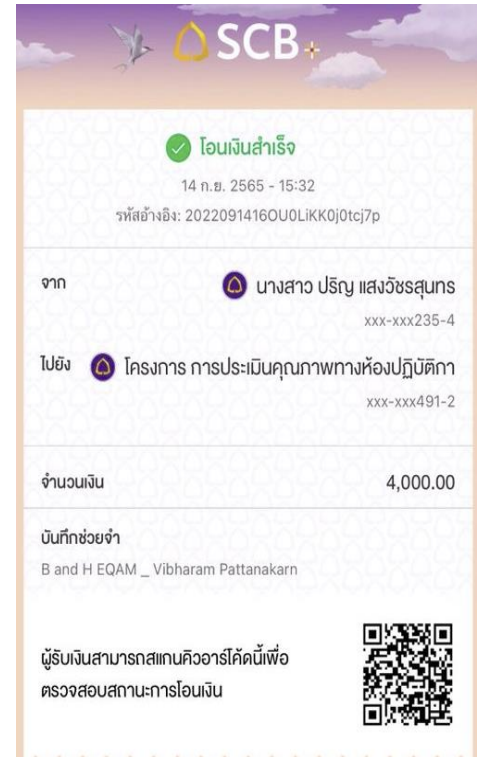 SCB+
โอนเงินสำเร็จ
14 ก.ย. 2565 - 15:32
รหัสอ้างอิง: 2022091416OU0LiKK0j0tcj7p
จาก นางสาว ปริญ แสงวัชรสุนทร
xxx-xxx235-4
ไปยัง โครงการ การประเมินคุณภาพทางห้องปฏิบัติกา
xxx-xxx491-2
จำนวนเงิน 4,000.00
บันทึกช่วยจำ
B and H EQAM _ Vibharam Pattanakarn
ผู้รับเงินสามารถสแกนคิวอาร์โค้ดนี้เพื่อ
ตรวจสอบสถานะการโอนเงิน